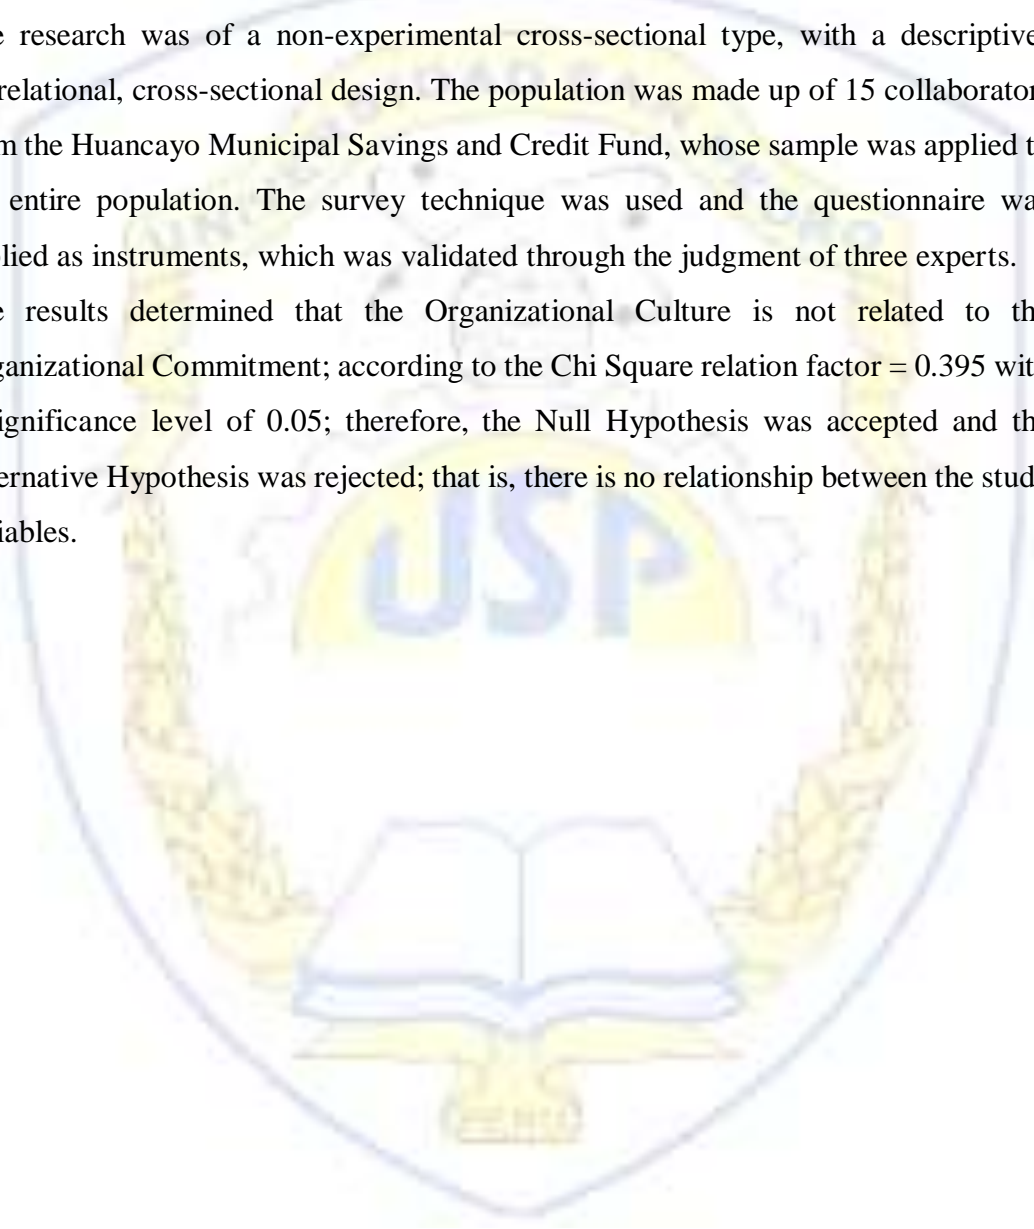 e research was of a non-experimental cross-sectional type, with a descriptive
relational, cross-sectional design. The population was made up of 15 collaborator
m the Huancayo Municipal Savings and Credit Fund, whose sample was applied t
entire population. The survey technique was used and the questionnaire wa
plied as instruments, which was validated through the judgment of three experts.
e results determined that the Organizational Culture is not related to th
ganizational Commitment; according to the Chi Square relation factor = 0.395 wit
ignificance level of 0.05; therefore, the Null Hypothesis was accepted and th
ernative Hypothesis was rejected; that is, there is no relationship between the stud
iables.
USP